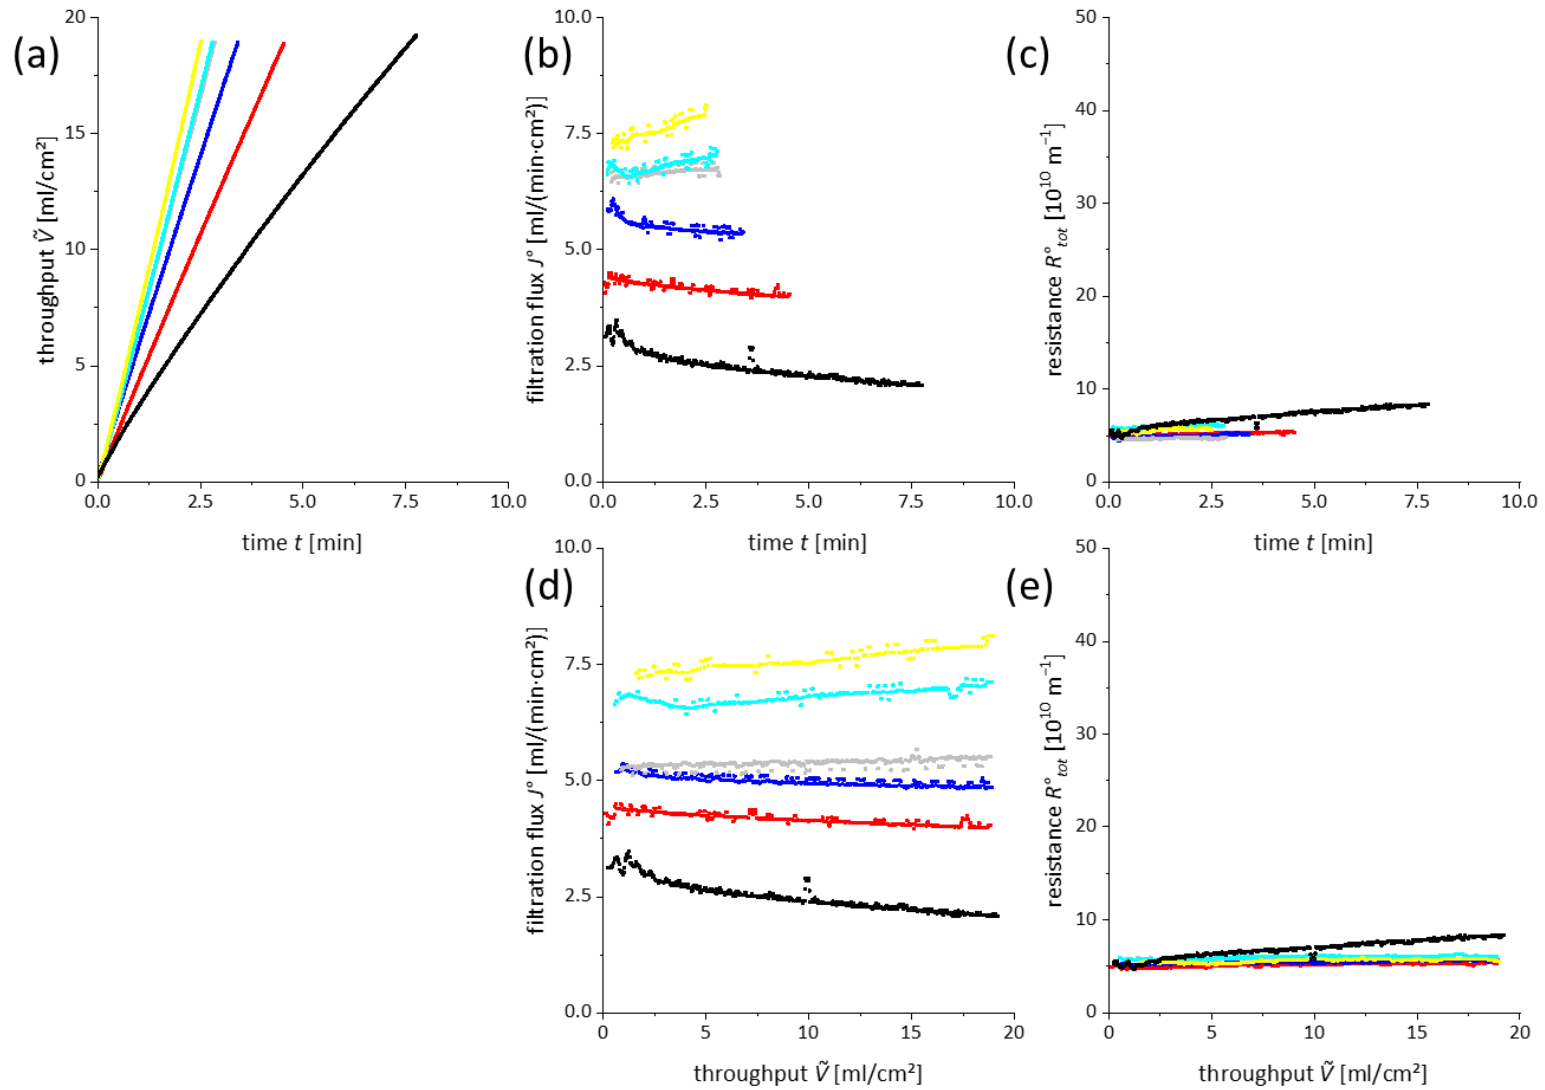 (a)
throughput Ṽ [ml/cm²]
20
15
10
5
0
0.0 2.5 5.0 7.5 10.0
time t [min]
(b)
filtration flux J° [ml/(min·cm²)]
10.0
7.5
5.0
2.5
0.0
0.0 2.5 5.0 7.5 10.0
time t [min]
(c)
resistance R°tot [10¹⁰ m⁻¹]
50
40
30
20
10
0
0.0 2.5 5.0 7.5 10.0
time t [min]
(d)
filtration flux J° [ml/(min·cm²)]
10.0
7.5
5.0
2.5
0.0
0 5 10 15 20
throughput Ṽ [ml/cm²]
(e)
resistance R°tot [10¹⁰ m⁻¹]
50
40
30
20
10
0
0 5 10 15 20
throughput Ṽ [ml/cm²]